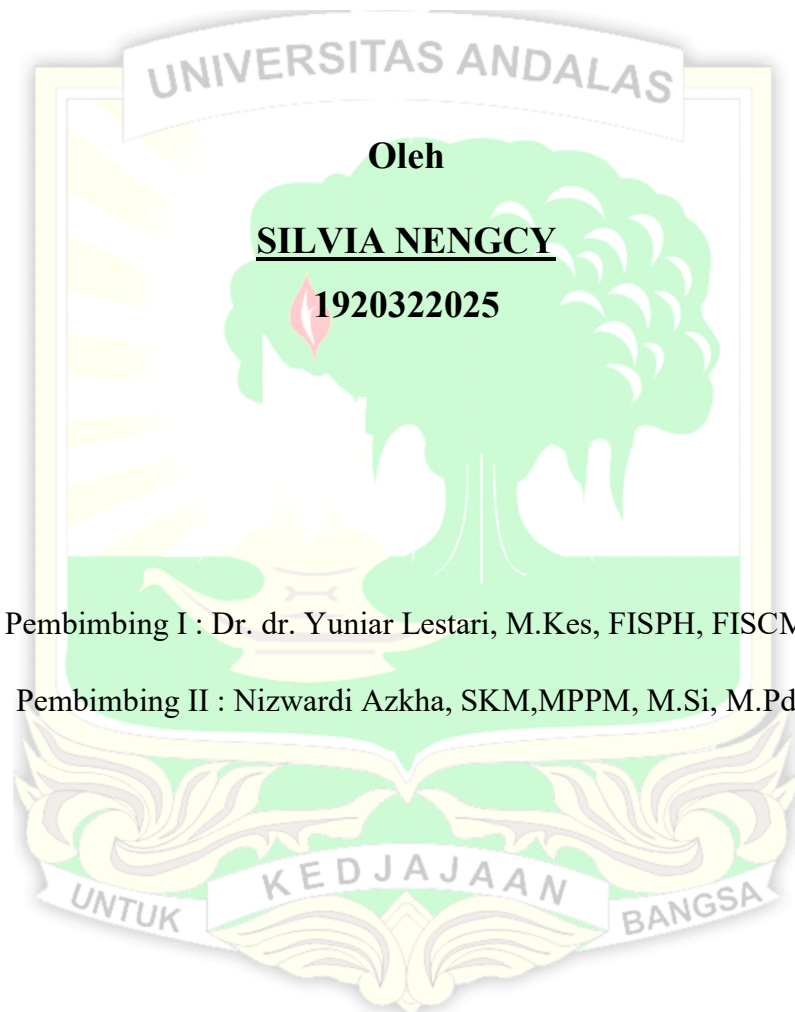 UNIVERSITAS ANDALAS
Oleh
SILVIA NENGCY
1920322025
Pembimbing I : Dr. dr. Yuniar Lestari, M.Kes, FISPH, FISCM
Pembimbing II : Nizwardi Azkha, SKM,MPPM, M.Si, M.Pd
UNTUK KEDJAJAAN BANGSA